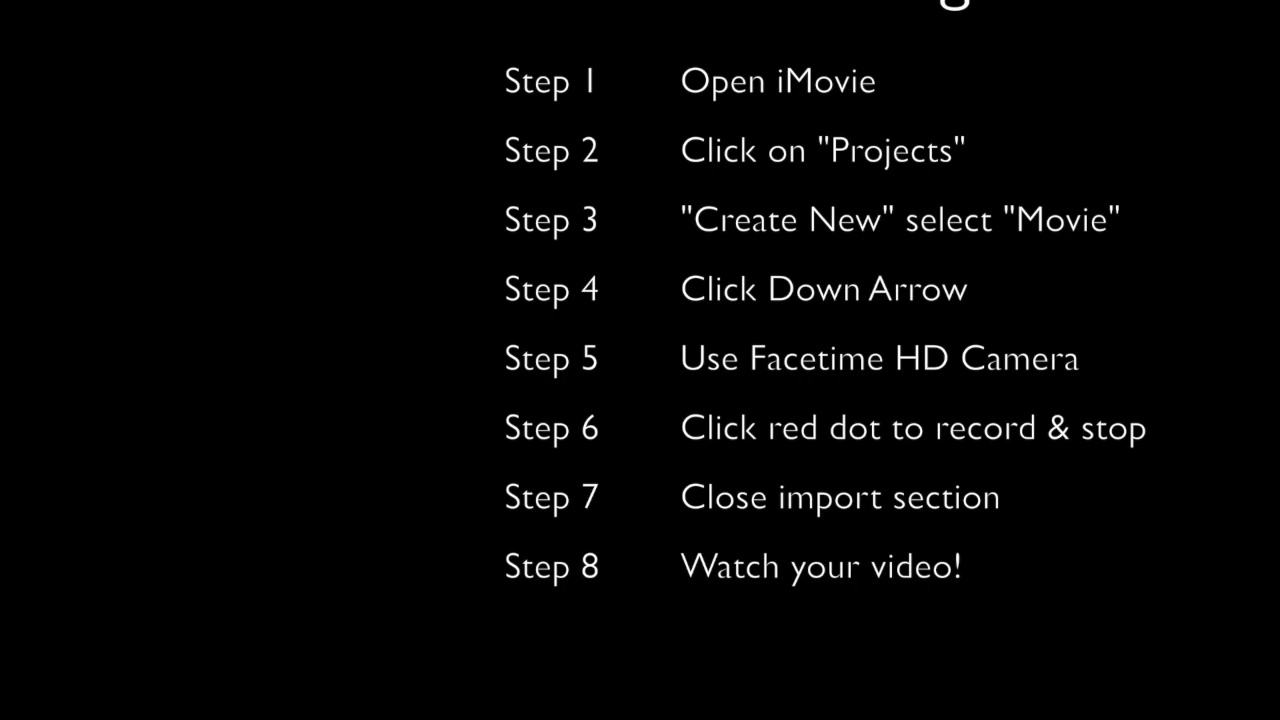 Step 1 Open iMovie
Step 2 Click on "Projects"
Step 3 "Create New" select "Movie"
Step 4 Click Down Arrow
Step 5 Use Facetime HD Camera
Step 6 Click red dot to record & stop
Step 7 Close import section
Step 8 Watch your video!